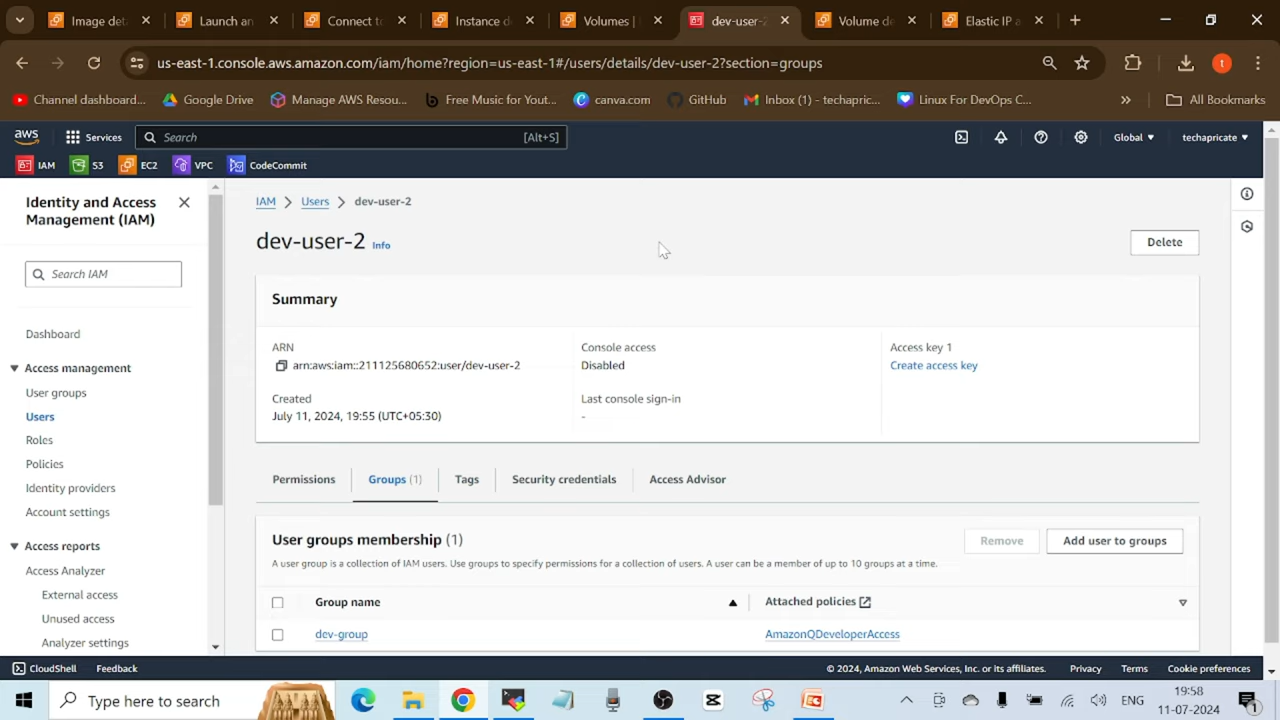 Image det
Launch an
Connect to
Instance d
Volumes |
dev-user-2
Volume de
Elastic IP a
us-east-1.console.aws.amazon.com/iam/home?region=us-east-1#/users/details/dev-user-2?section=groups
Channel dashboard...
Google Drive
Manage AWS Resou...
Free Music for Yout...
canva.com
GitHub
Inbox (1) - techapric...
Linux For DevOps C...
All Bookmarks
aws
Services
Search
[Alt+S]
Global
techapricate
IAM
S3
EC2
VPC
CodeCommit
Identity and Access
Management (IAM)
Search IAM
Dashboard
Access management
User groups
Users
Roles
Policies
Identity providers
Account settings
Access reports
Access Analyzer
External access
Unused access
Analyzer settings
IAM > Users > dev-user-2
dev-user-2 Info
Delete
Summary
ARN
arn:aws:iam::211125680652:user/dev-user-2
Created
July 11, 2024, 19:55 (UTC+05:30)
Console access
Disabled
Last console sign-in
-
Access key 1
Create access key
Permissions
Groups (1)
Tags
Security credentials
Access Advisor
User groups membership (1)
Remove
Add user to groups
A user group is a collection of IAM users. Use groups to specify permissions for a collection of users. A user can be a member of up to 10 groups at a time.
Group name
Attached policies
dev-group
AmazonQDeveloperAccess
CloudShell
Feedback
© 2024, Amazon Web Services, Inc. or its affiliates.
Privacy
Terms
Cookie preferences
Type here to search
ENG
19:58
11-07-2024
1